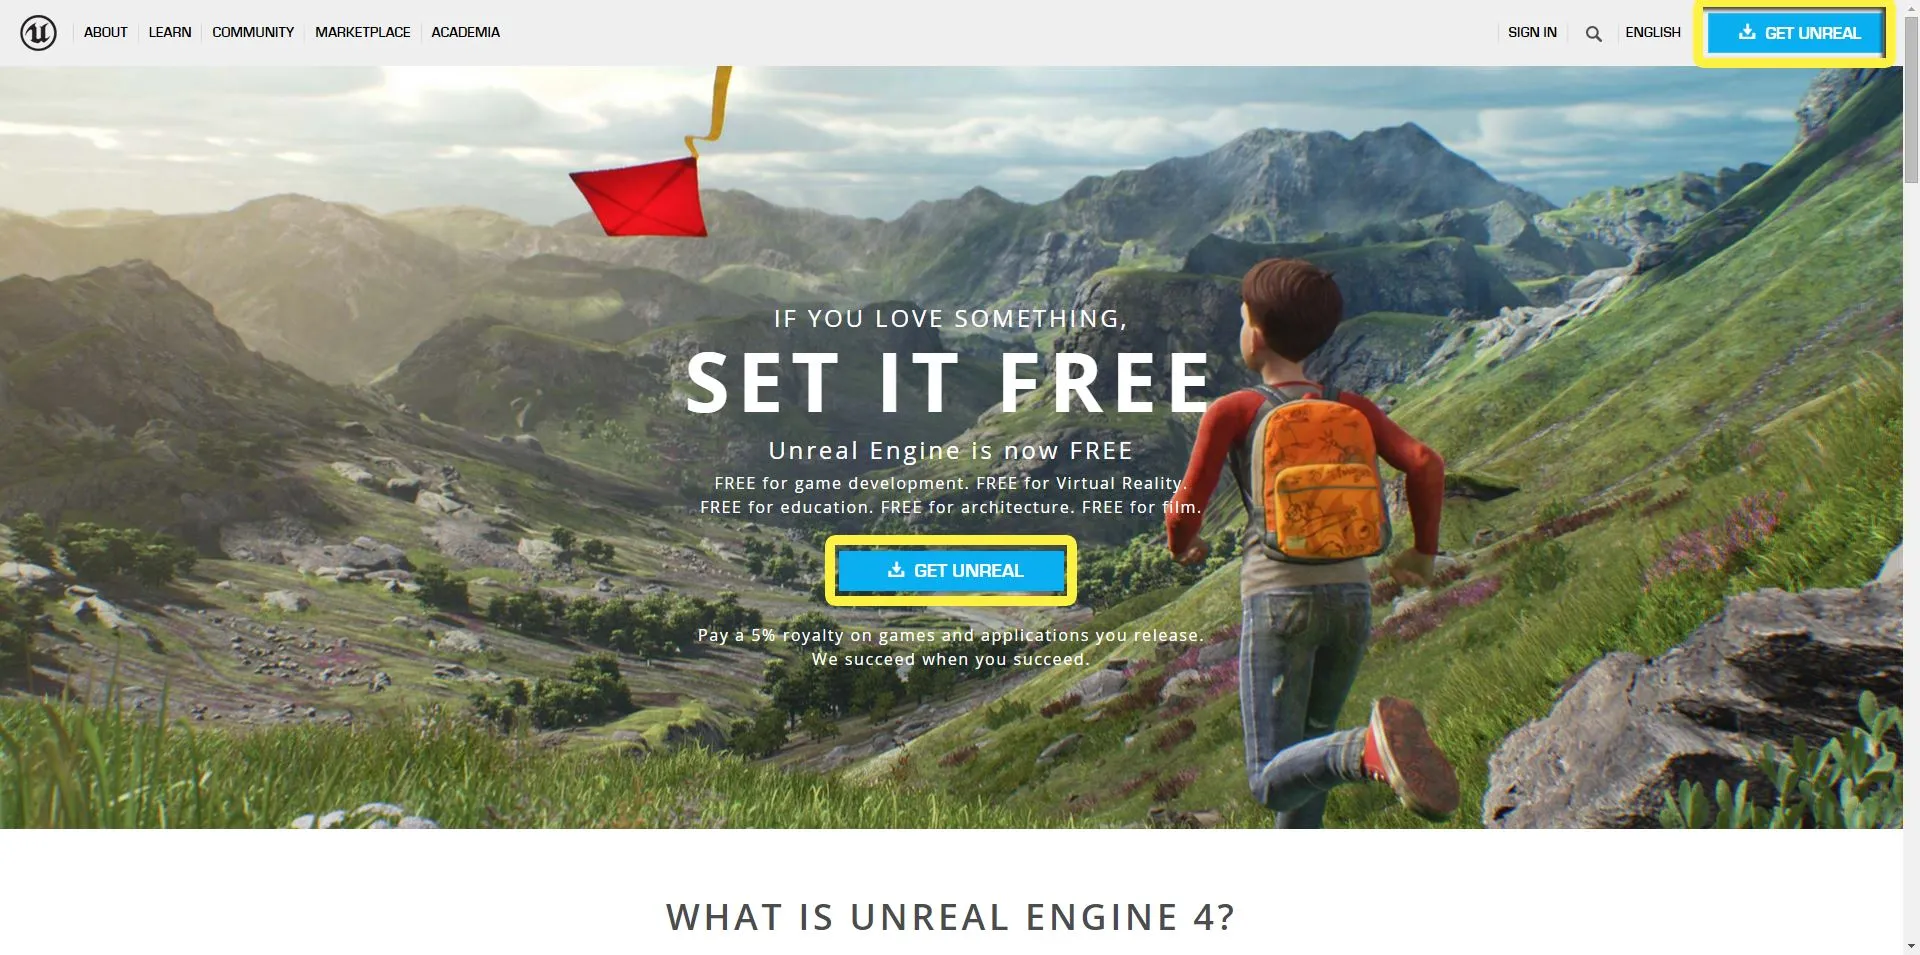 ABOUT LEARN COMMUNITY MARKETPLACE ACADEMIA SIGN IN ENGLISH GET UNREAL
IF YOU LOVE SOMETHING,
SET IT FREE
Unreal Engine is now FREE
FREE for game development. FREE for Virtual Reality.
FREE for education. FREE for architecture. FREE for film.
GET UNREAL
Pay a 5% royalty on games and applications you release.
We succeed when you succeed.
WHAT IS UNREAL ENGINE 4?